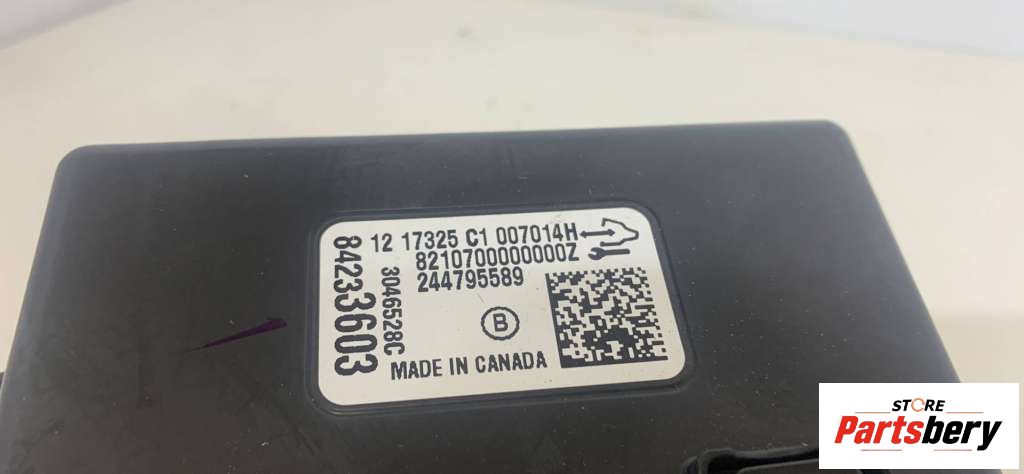 12 17325 C1 007014H
8210700000000Z
244795589
84233603
3046528C
B
MADE IN CANADA
STORE
Partsbery